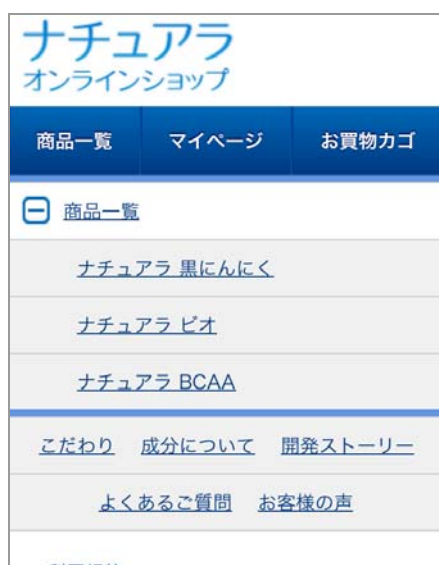 ナチュアラ
オンラインショップ
商品一覧 マイページ お買物カゴ
商品一覧
ナチュアラ 黒にんにく
ナチュアラ ビオ
ナチュアラ BCAA
こだわり 成分について 開発ストーリー
よくあるご質問 お客様の声